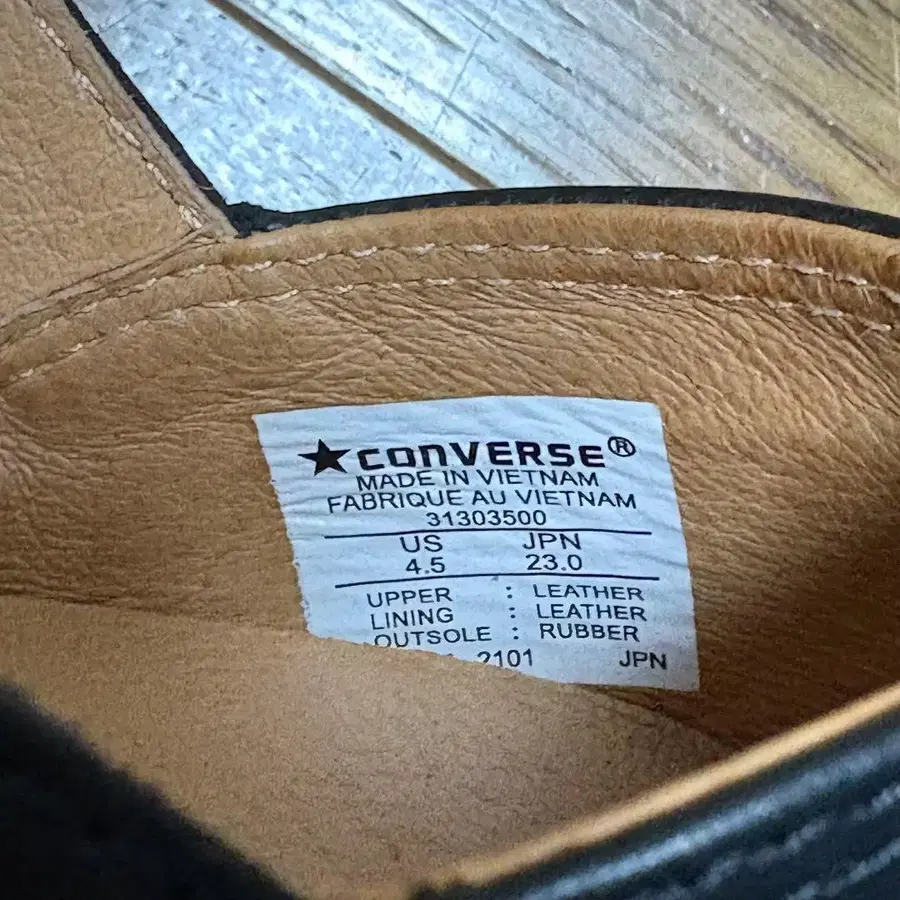 ★CONVERSE®
MADE IN VIETNAM
FABRIQUE AU VIETNAM
31303500
US JPN
4.5 23.0
UPPER : LEATHER
LINING : LEATHER
OUTSOLE : RUBBER
2101 JPN